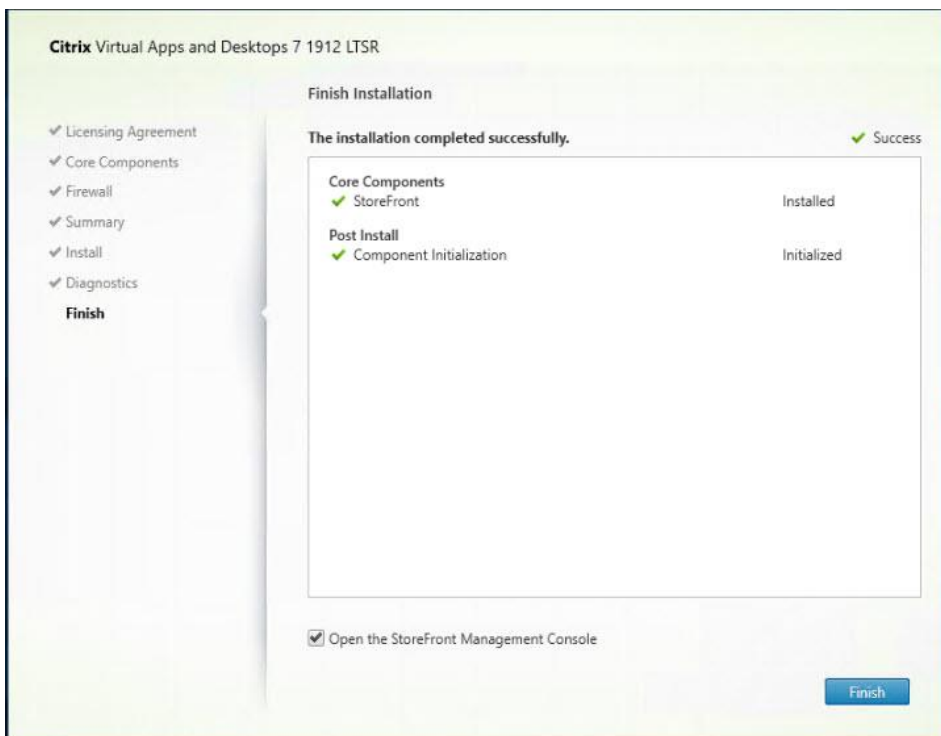 Citrix Virtual Apps and Desktops 7 1912 LTSR
Finish Installation
Licensing Agreement
Core Components
Firewall
Summary
Install
Diagnostics
Finish
The installation completed successfully.
Success
Core Components
StoreFront Installed
Post Install
Component Initialization Initialized
Open the StoreFront Management Console
Finish